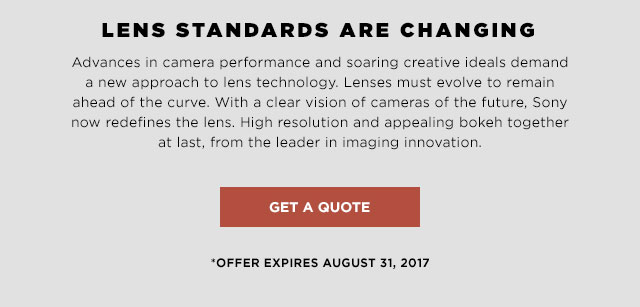 LENS STANDARDS ARE CHANGING
Advances in camera performance and soaring creative ideals demand
a new approach to lens technology. Lenses must evolve to remain
ahead of the curve. With a clear vision of cameras of the future, Sony
now redefines the lens. High resolution and appealing bokeh together
at last, from the leader in imaging innovation.
GET A QUOTE
*OFFER EXPIRES AUGUST 31, 2017